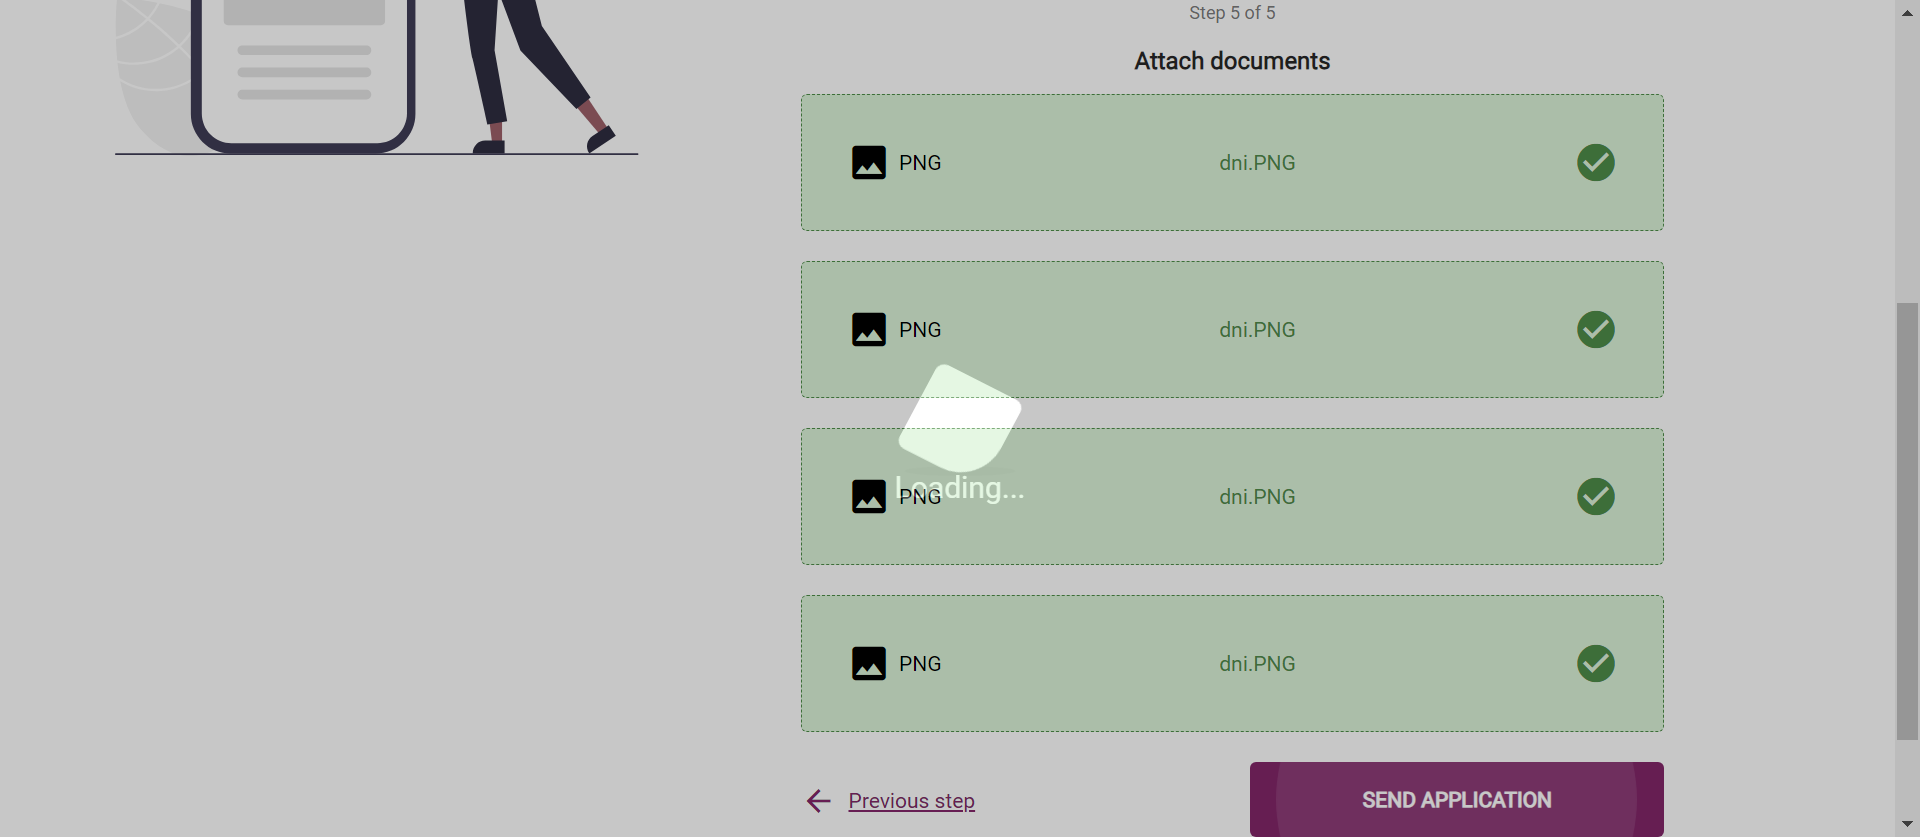 Step 5 of 5
Attach documents
PNG dni.PNG
PNG dni.PNG
PNG dni.PNG
Loading...
PNG dni.PNG
Previous step SEND APPLICATION